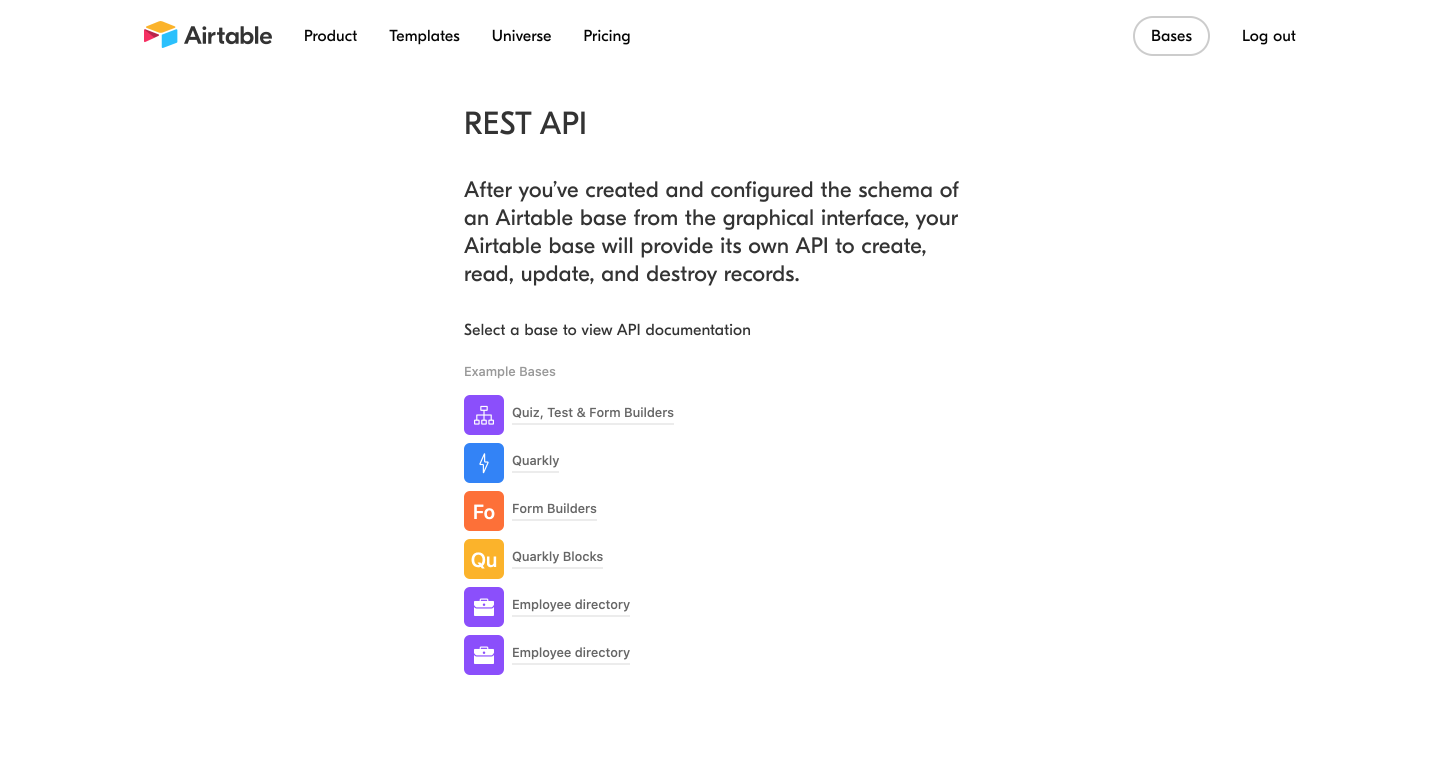 Airtable
Product
Templates
Universe
Pricing
Bases
Log out
REST API
After you’ve created and configured the schema of
an Airtable base from the graphical interface, your
Airtable base will provide its own API to create,
read, update, and destroy records.
Select a base to view API documentation
Example Bases
Quiz, Test & Form Builders
Quarkly
Fo
Form Builders
Qu
Quarkly Blocks
Employee directory
Employee directory